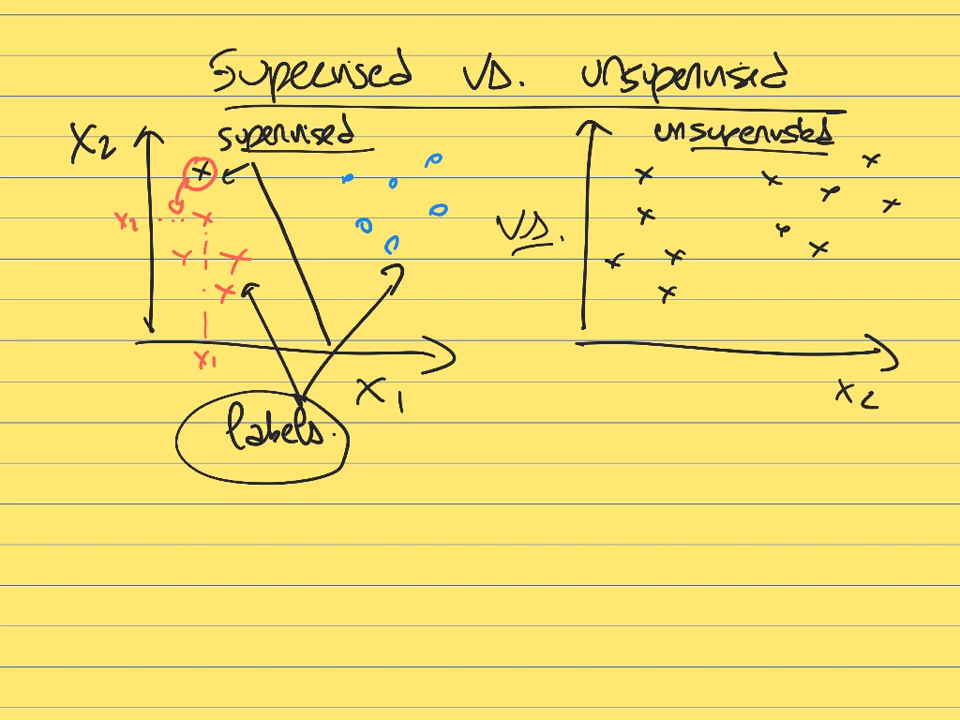 Supervised vs. unsupervised
supervised
unsupervised
X2
x2
vs.
x1
X1
x2
labels.